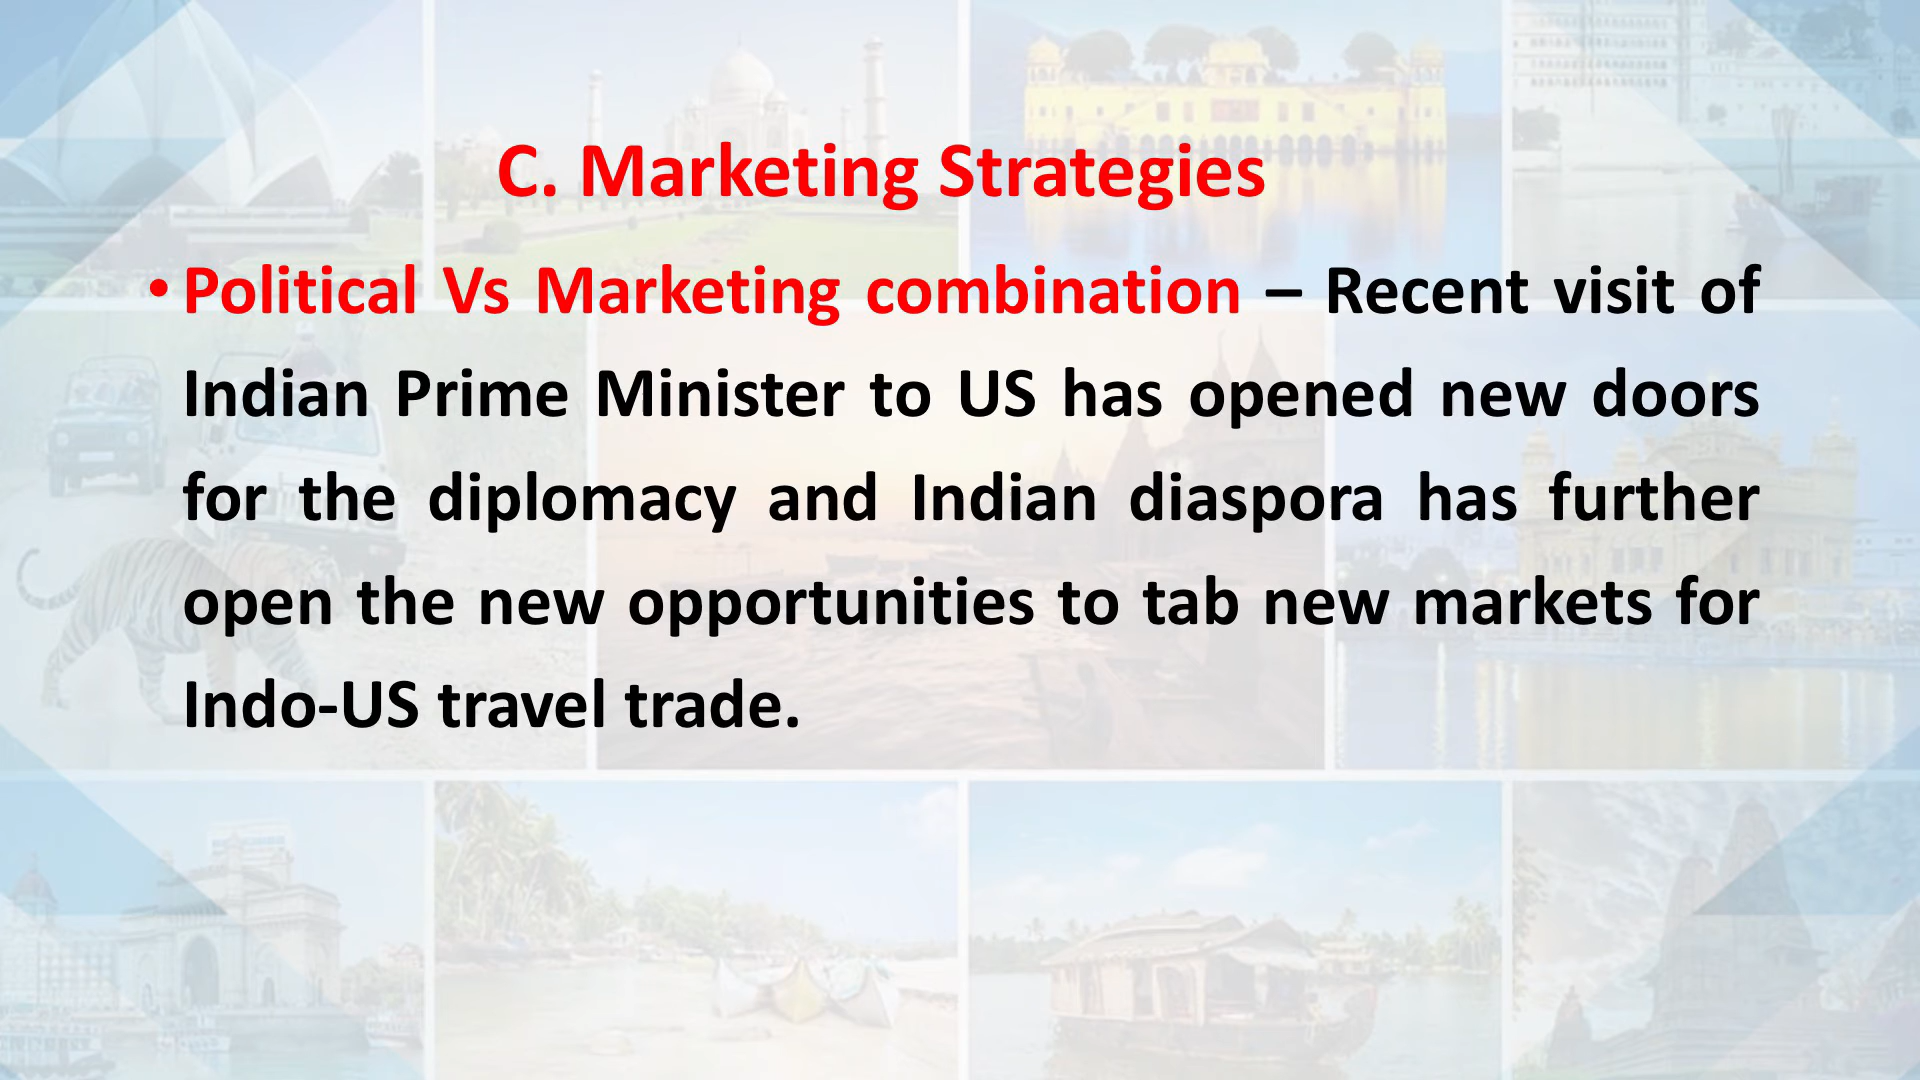 C. Marketing Strategies
• Political Vs Marketing combination – Recent visit of
Indian Prime Minister to US has opened new doors
for the diplomacy and Indian diaspora has further
open the new opportunities to tab new markets for
Indo-US travel trade.